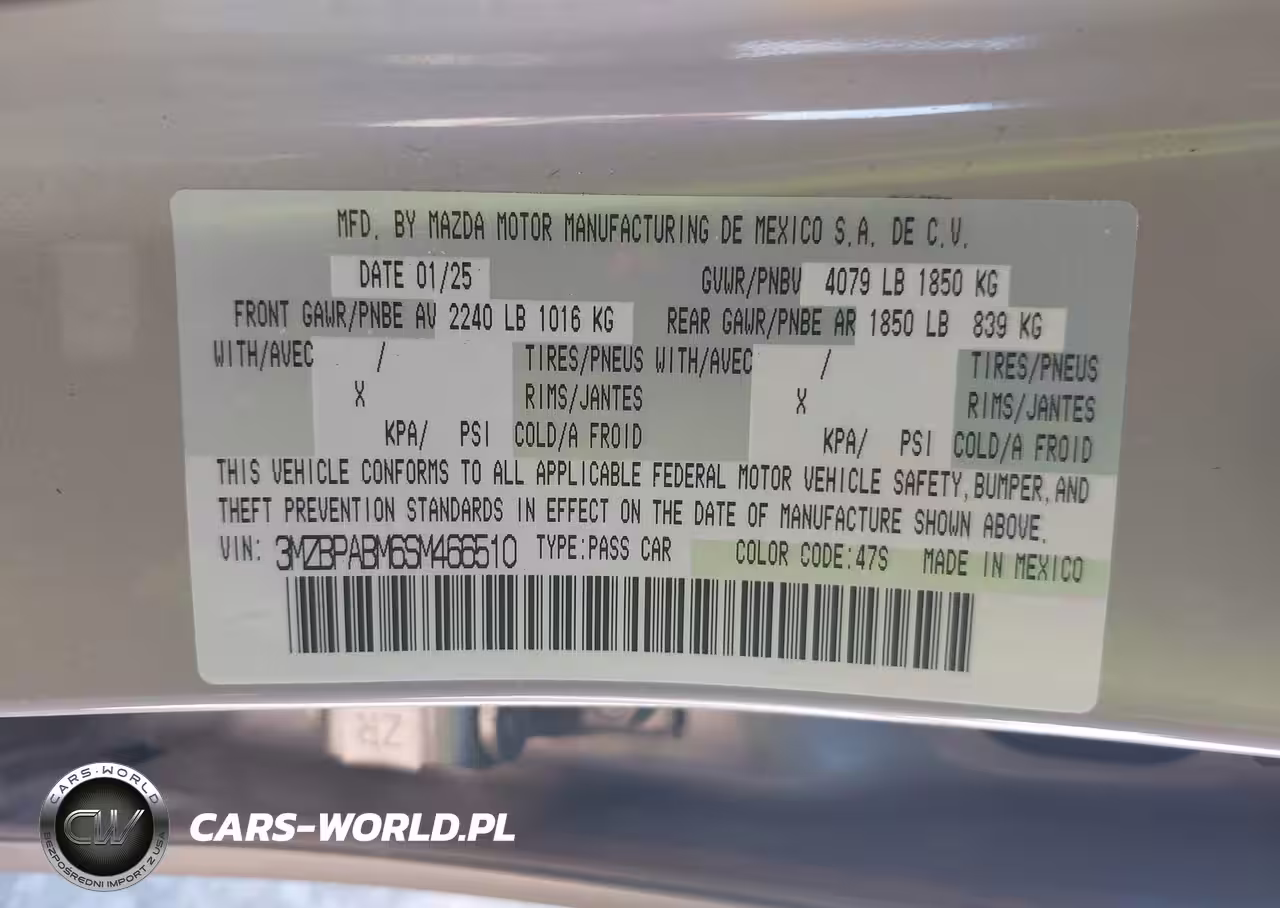 MFD. BY MAZDA MOTOR MANUFACTURING DE MEXICO S.A. DE C.V.
DATE 01/25 GVWR/PNBV 4079 LB 1850 KG
FRONT GAWR/PNBE AV 2240 LB 1016 KG REAR GAWR/PNBE AR 1850 LB 839 KG
WITH/AVEC / TIRES/PNEUS WITH/AVEC / TIRES/PNEUS
X RIMS/JANTES X RIMS/JANTES
KPA/ PSI COLD/A FROID KPA/ PSI COLD/A FROID
THIS VEHICLE CONFORMS TO ALL APPLICABLE FEDERAL MOTOR VEHICLE SAFETY, BUMPER, AND
THEFT PREVENTION STANDARDS IN EFFECT ON THE DATE OF MANUFACTURE SHOWN ABOVE.
VIN: 3MZBPABM6SM466510 TYPE:PASS CAR COLOR CODE:47S MADE IN MEXICO
CARS-WORLD
CW
BEZPOŚREDNI IMPORT Z USA
CARS-WORLD.PL